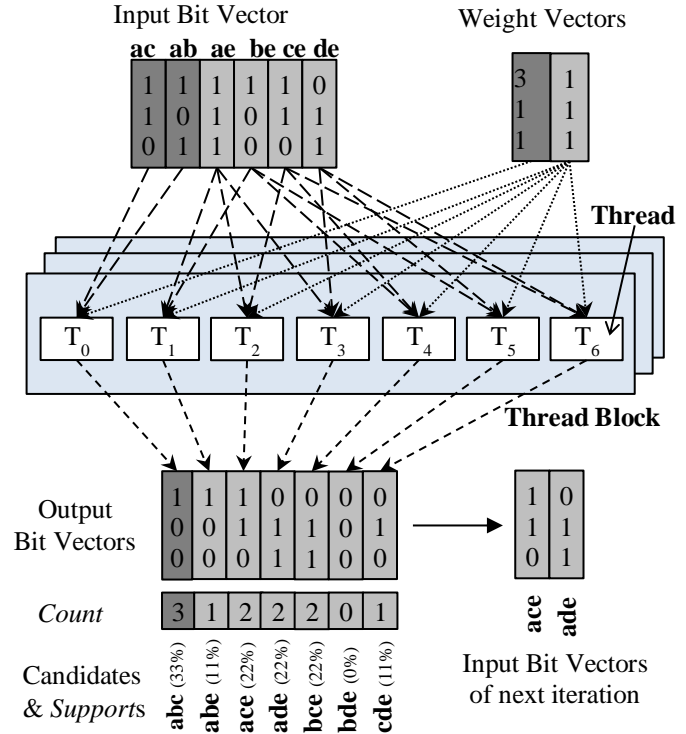 Input Bit Vector
Weight Vectors
ac ab ae be ce de
1 1 1 1 1 0
1 0 1 0 1 1
0 1 1 0 0 1
3 1
1 1
1 1
Thread
T0 T1 T2 T3 T4 T5 T6
Thread Block
Output
Bit Vectors
1 1 1 0 0 0 0
0 0 1 1 1 0 1
0 0 0 1 1 0 0
1 0
1 1
0 1
Count
3 1 2 2 2 0 1
ace
ade
Candidates
& Supports
abc (33%)
abe (11%)
ace (22%)
ade (22%)
bce (22%)
bde (0%)
cde (11%)
Input Bit Vectors
of next iteration